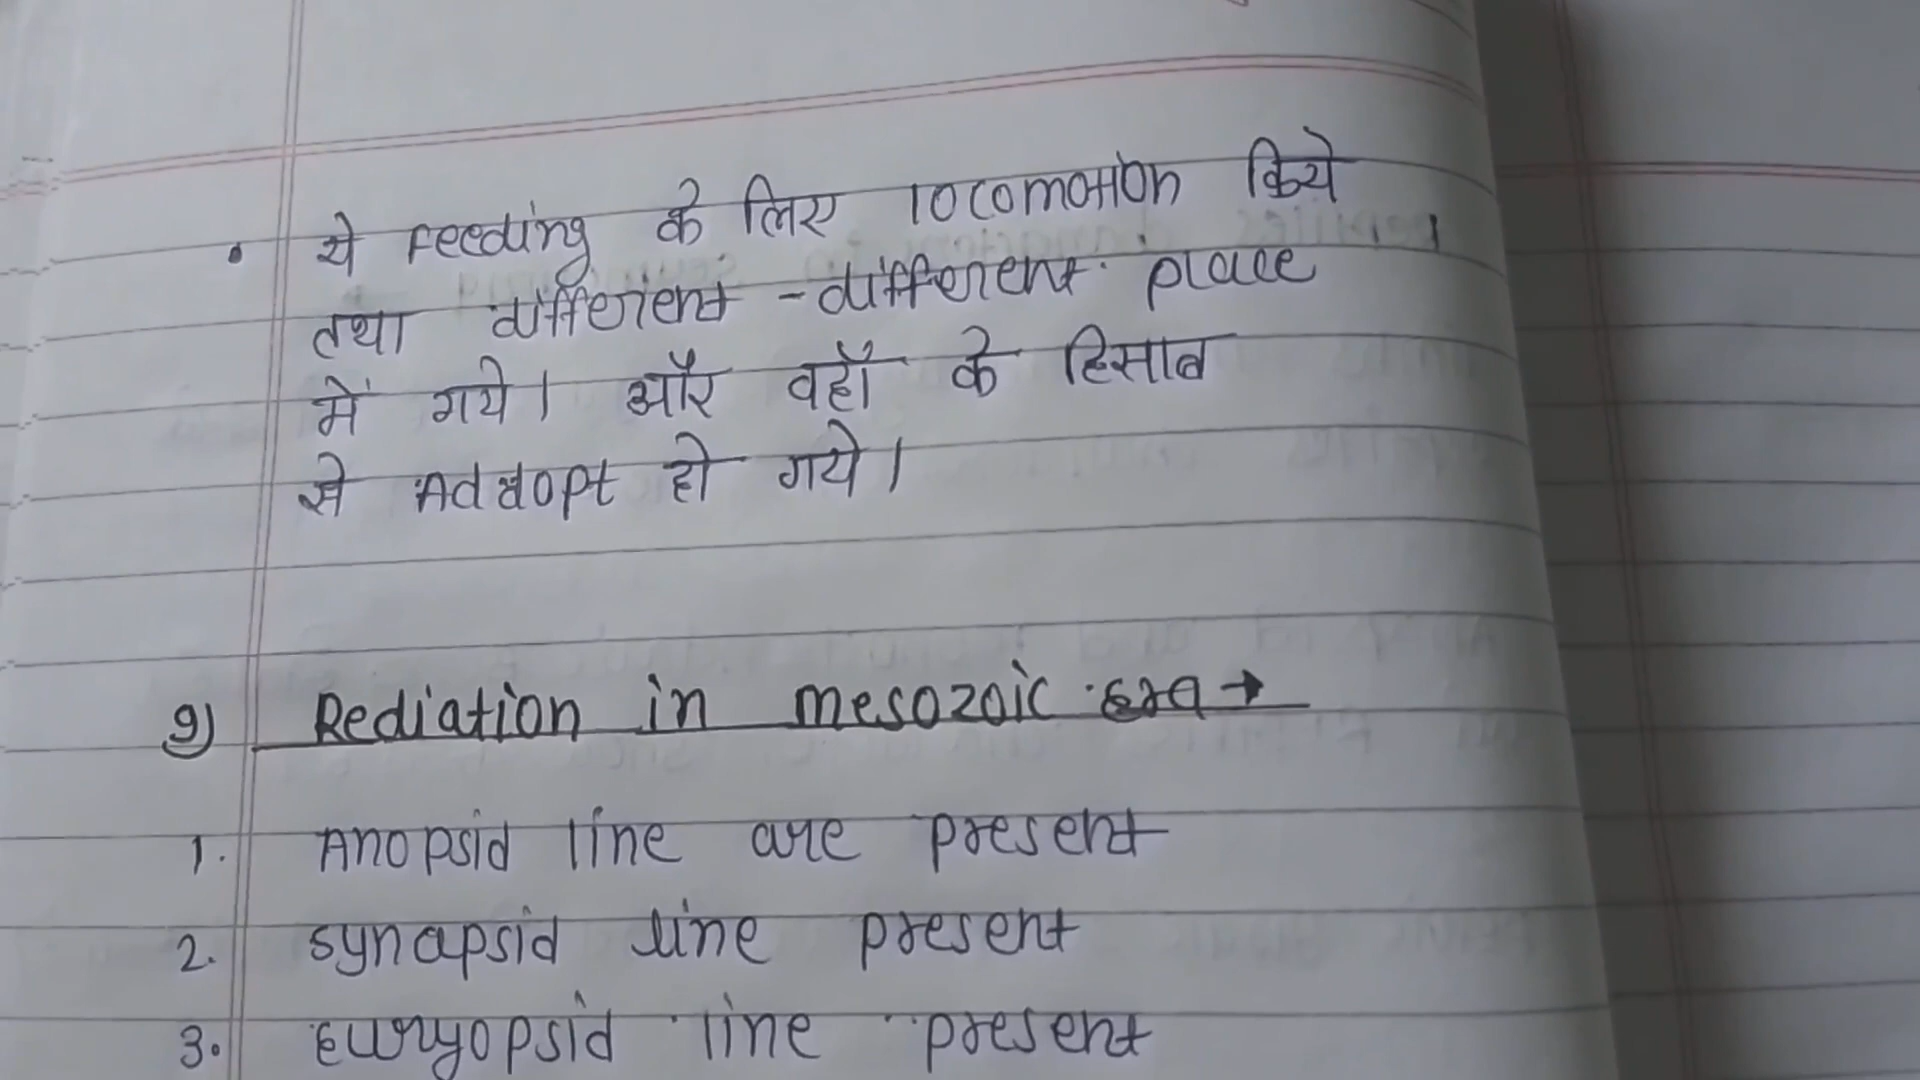 • ये Feeding के लिए locomotion किये
तथा different - different place
में गये। और वहाँ के हिसाब
से Addopt हो गये।
9) Rediation in mesozoic era →
1. Anopsid line are present
2. synapsid line present
3. Euryopsid line present